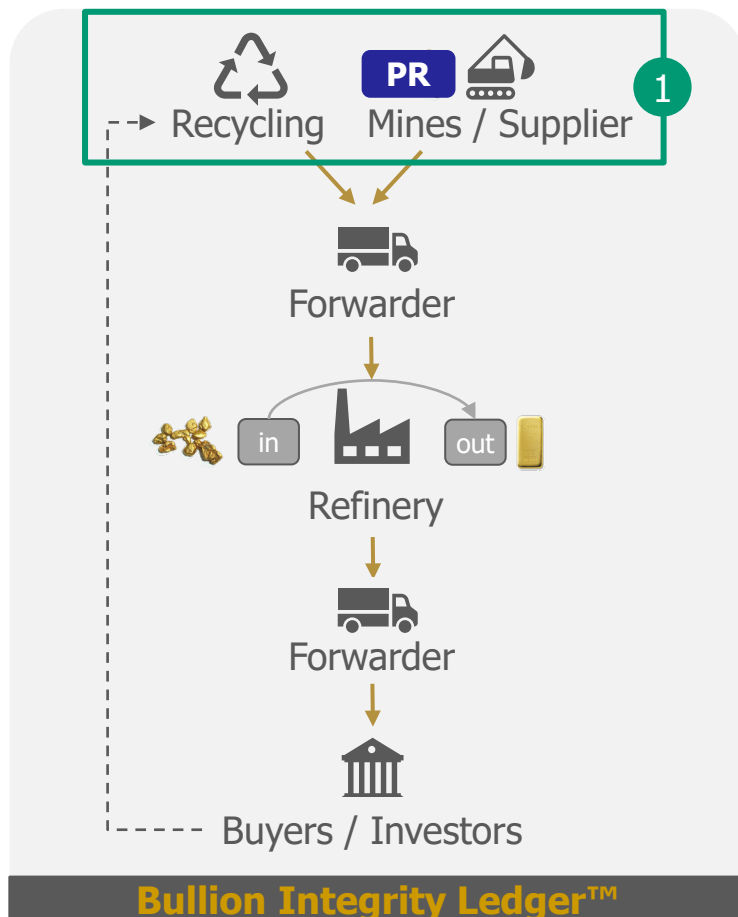 PR
1
Recycling
Mines / Supplier
Forwarder
in
out
Refinery
Forwarder
Buyers / Investors
Bullion Integrity Ledger™